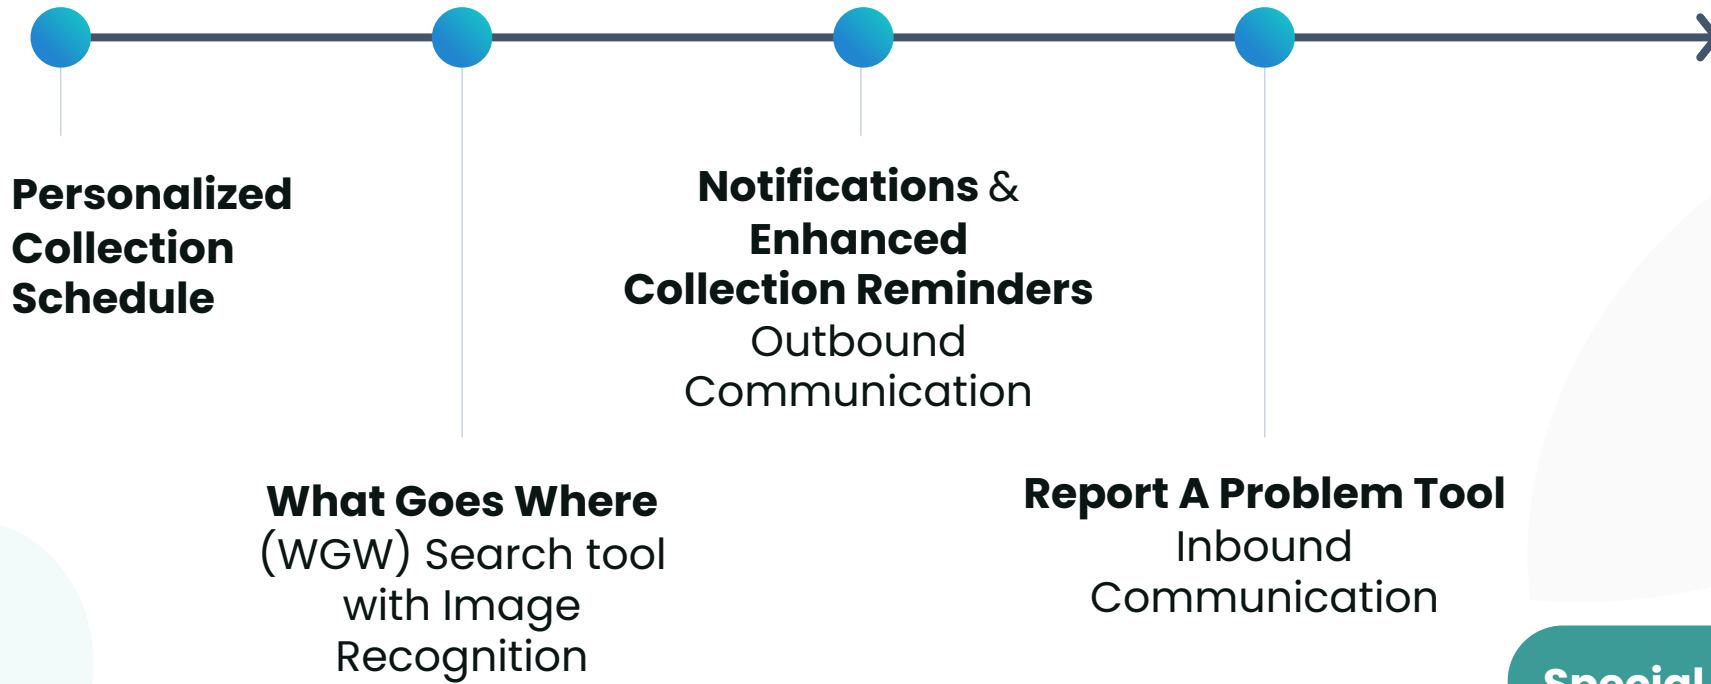 Personalized
Collection
Schedule
What Goes Where
(WGW) Search tool
with Image
Recognition
Notifications &
Enhanced
Collection Reminders
Outbound
Communication
Report A Problem Tool
Inbound
Communication
Special